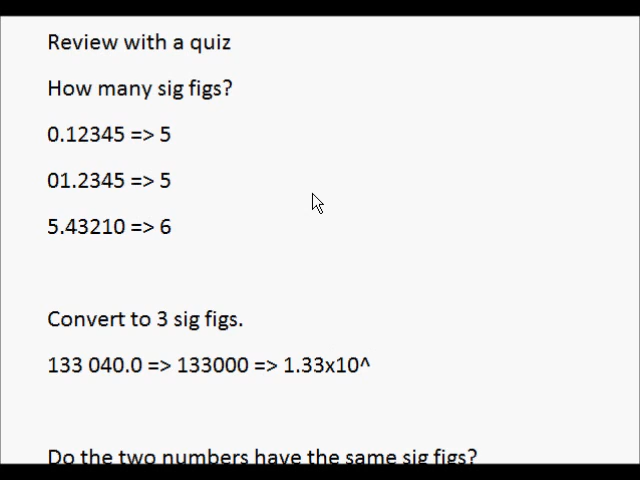 Review with a quiz
How many sig figs?
0.12345 => 5
01.2345 => 5
5.43210 => 6
Convert to 3 sig figs.
133 040.0 => 133000 => 1.33x10^
Do the two numbers have the same sig figs?